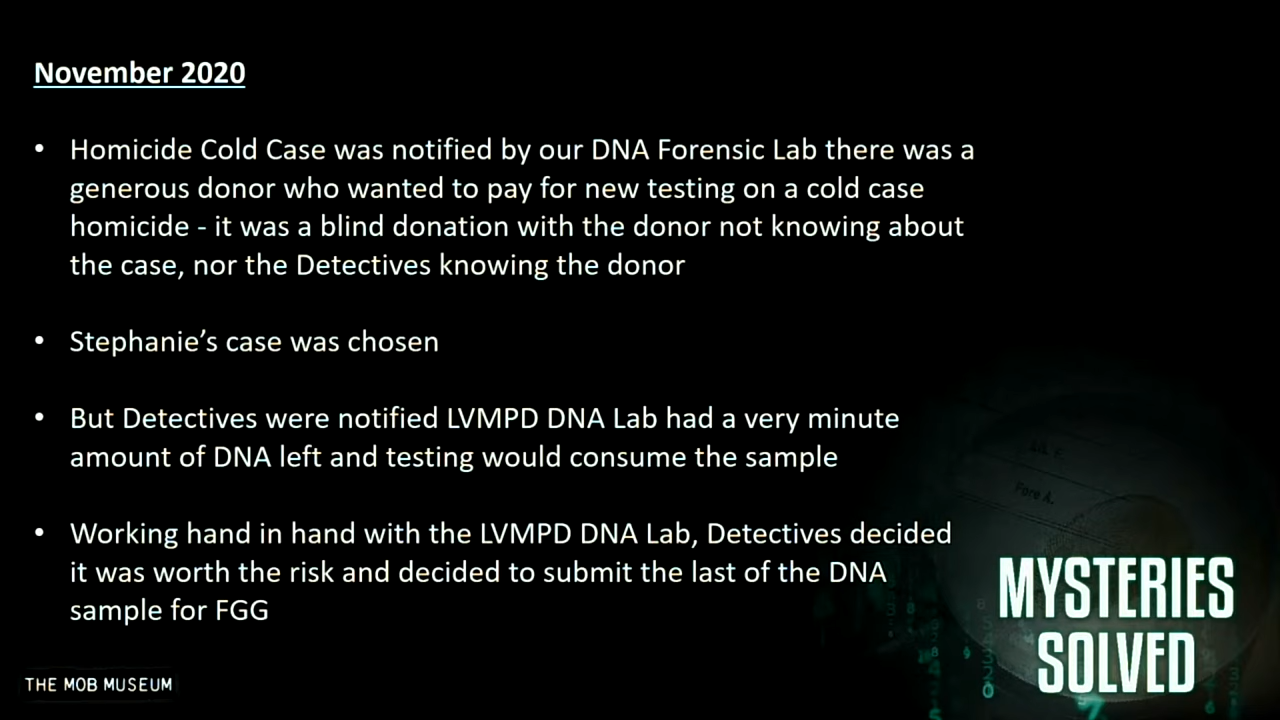 November 2020
• Homicide Cold Case was notified by our DNA Forensic Lab there was a
generous donor who wanted to pay for new testing on a cold case
homicide - it was a blind donation with the donor not knowing about
the case, nor the Detectives knowing the donor
• Stephanie’s case was chosen
• But Detectives were notified LVMPD DNA Lab had a very minute
amount of DNA left and testing would consume the sample
• Working hand in hand with the LVMPD DNA Lab, Detectives decided
it was worth the risk and decided to submit the last of the DNA
sample for FGG
Fore A.
MYSTERIES
SOLVED
THE MOB MUSEUM